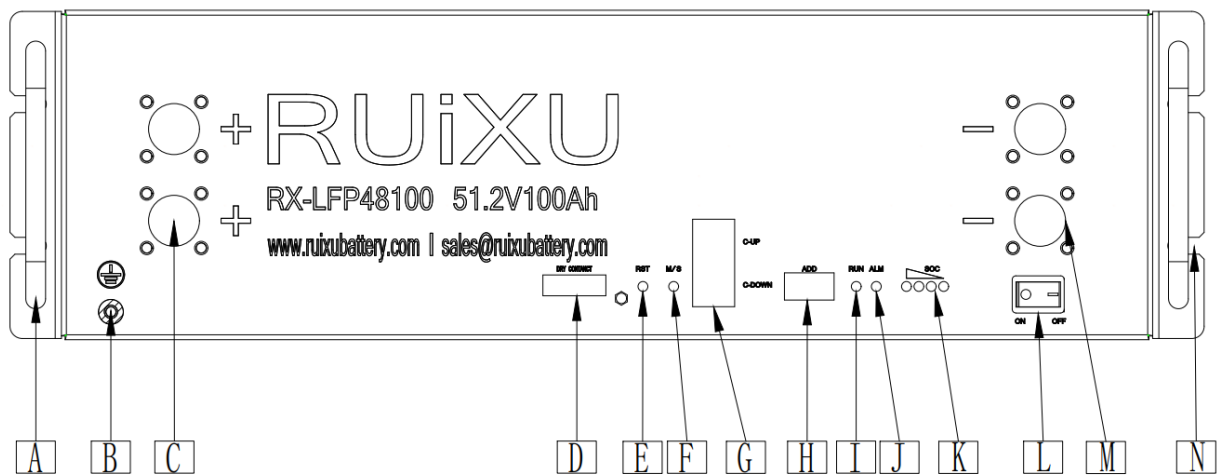 + RUiXU −
RX-LFP48100 51.2V100Ah
+ −
www.ruixubattery.com | sales@ruixubattery.com
C-UP
DRY CONTACT RST M/S C-DOWN ADD RUN ALM SOC
ON OFF
A B C D E F G H I J K L M N